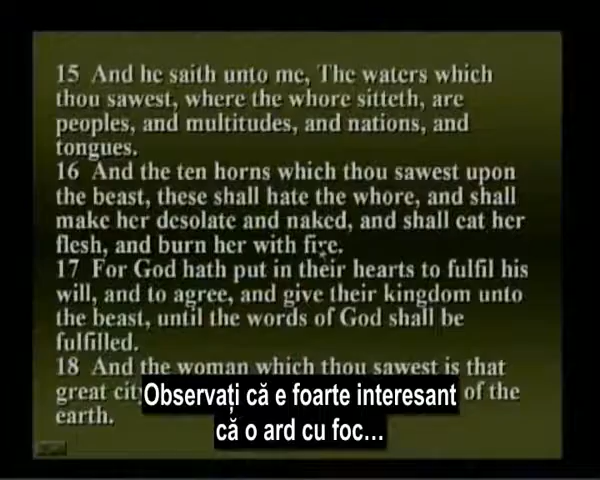 15 And he saith unto me, The waters which
thou sawest, where the whore sitteth, are
peoples, and multitudes, and nations, and
tongues.
16 And the ten horns which thou sawest upon
the beast, these shall hate the whore, and shall
make her desolate and naked, and shall eat her
flesh, and burn her with fire.
17 For God hath put in their hearts to fulfil his
will, and to agree, and give their kingdom unto
the beast, until the words of God shall be
fulfilled.
18 And the woman which thou sawest is that
great of the
earth.
Observați că e foarte interesant
că o ard cu foc...